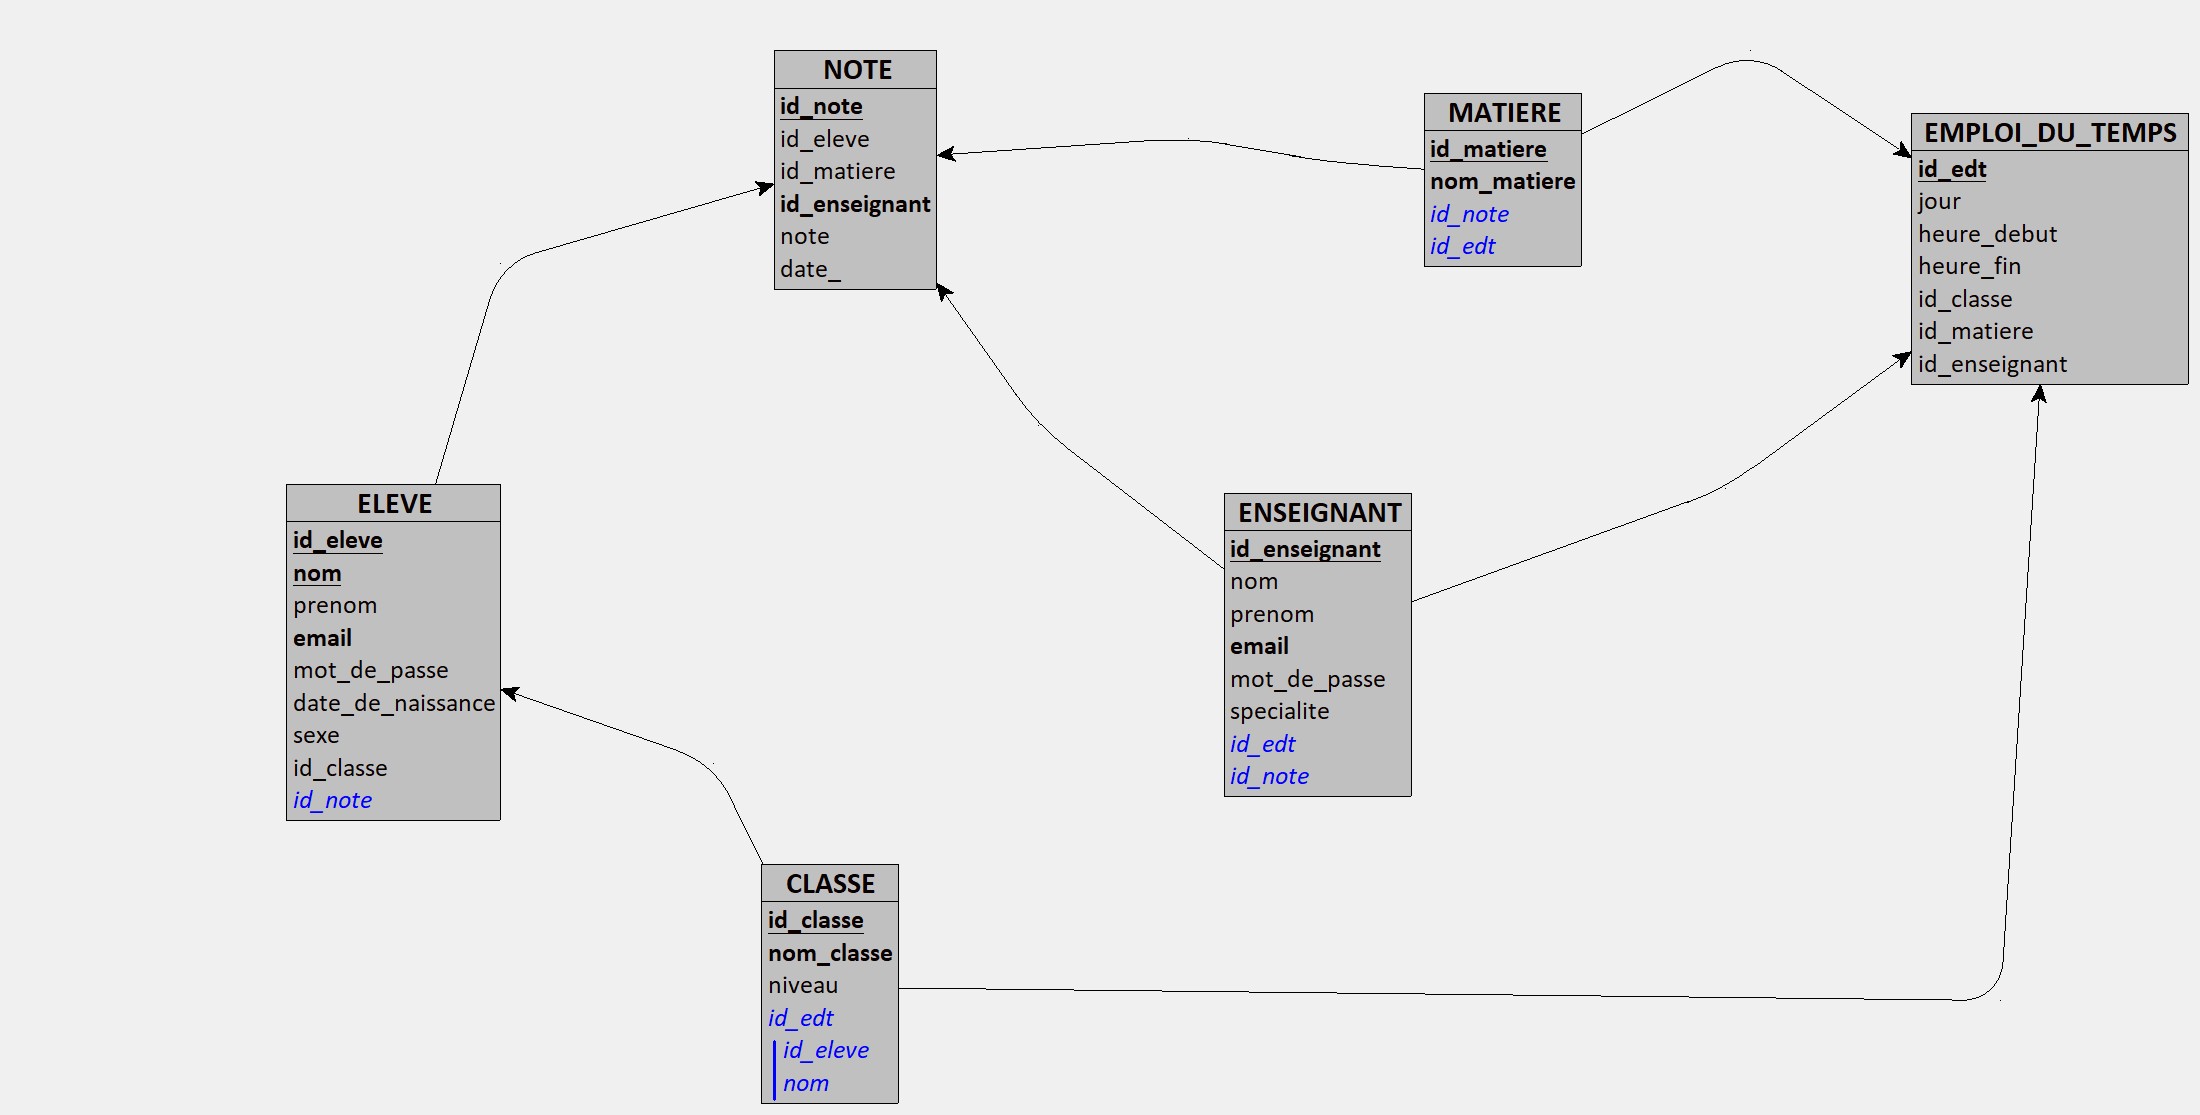 NOTE
id_note
id_eleve
id_matiere
id_enseignant
note
date_
MATIERE
id_matiere
nom_matiere
id_note
id_edt
EMPLOI_DU_TEMPS
id_edt
jour
heure_debut
heure_fin
id_classe
id_matiere
id_enseignant
ELEVE
id_eleve
nom
prenom
email
mot_de_passe
date_de_naissance
sexe
id_classe
id_note
ENSEIGNANT
id_enseignant
nom
prenom
email
mot_de_passe
specialite
id_edt
id_note
CLASSE
id_classe
nom_classe
niveau
id_edt
id_eleve
nom